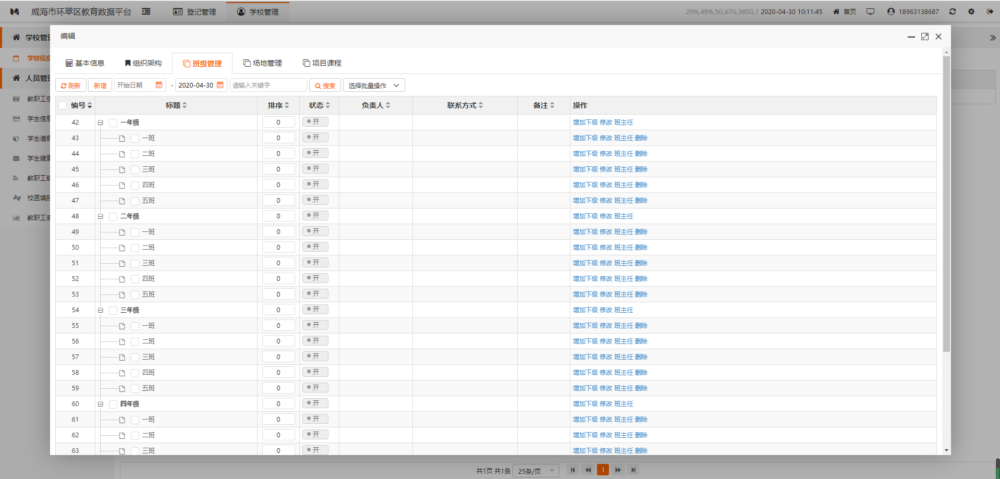 威海市环翠区教育数据平台 登记管理 学校管理 20%,49%,5G,67G,385G,1 2020-04-30 10:11:45 首页 18963138687
学校管理
学校信息
人员管理
教职工信
学生信息
学生请假
学生健康
教职工健
校医填报
教职工请
编辑
基本信息 组织架构 班级管理 场地管理 项目课程
刷新 新增 开始日期 - 2020-04-30 请输入关键字 搜索 选择批量操作
编号 标题 排序 状态 负责人 联系方式 备注 操作
42 一年级 0 开 增加下级 修改 班主任
43 一班 0 开 增加下级 修改 班主任 删除
44 二班 0 开 增加下级 修改 班主任 删除
45 三班 0 开 增加下级 修改 班主任 删除
46 四班 0 开 增加下级 修改 班主任 删除
47 五班 0 开 增加下级 修改 班主任 删除
48 二年级 0 开 增加下级 修改 班主任
49 一班 0 开 增加下级 修改 班主任 删除
50 二班 0 开 增加下级 修改 班主任 删除
51 三班 0 开 增加下级 修改 班主任 删除
52 四班 0 开 增加下级 修改 班主任 删除
53 五班 0 开 增加下级 修改 班主任 删除
54 三年级 0 开 增加下级 修改 班主任
55 一班 0 开 增加下级 修改 班主任 删除
56 二班 0 开 增加下级 修改 班主任 删除
57 三班 0 开 增加下级 修改 班主任 删除
58 四班 0 开 增加下级 修改 班主任 删除
59 五班 0 开 增加下级 修改 班主任 删除
60 四年级 0 开 增加下级 修改 班主任
61 一班 0 开 增加下级 修改 班主任 删除
62 二班 0 开 增加下级 修改 班主任 删除
63 三班 0 开 增加下级 修改 班主任 删除
共1页 共1条 25条/页 1